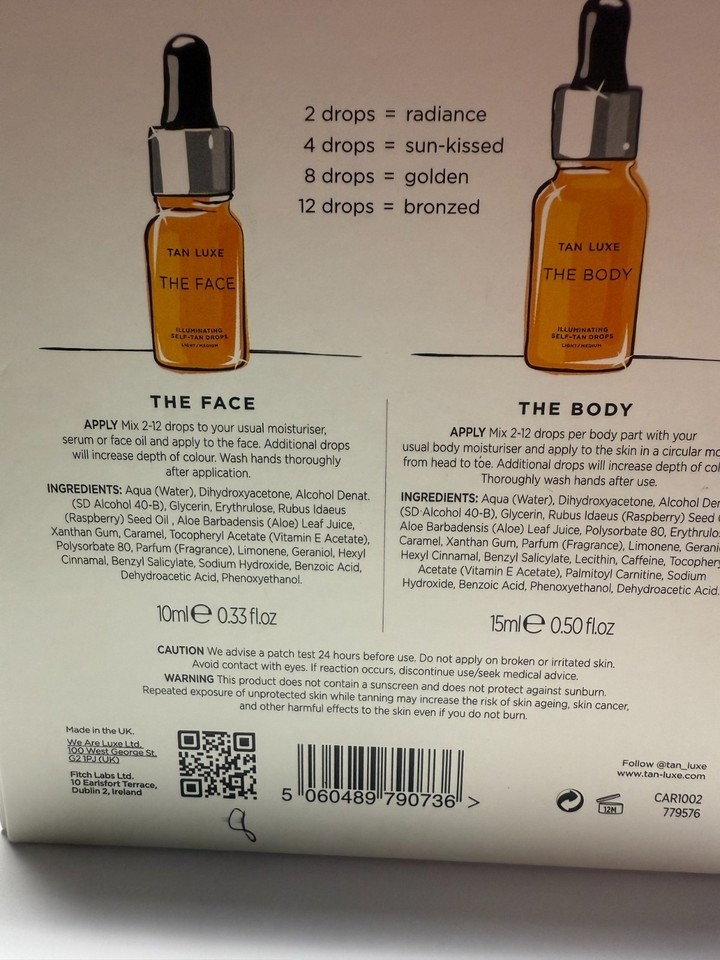 2 drops = radiance
4 drops = sun-kissed
8 drops = golden
12 drops = bronzed
TAN LUXE
THE FACE
ILLUMINATING
SELF-TAN DROPS
LIGHT/MEDIUM
TAN LUXE
THE BODY
ILLUMINATING
SELF-TAN DROPS
LIGHT/MEDIUM
THE FACE
APPLY Mix 2-12 drops to your usual moisturiser,
serum or face oil and apply to the face. Additional drops
will increase depth of colour. Wash hands thoroughly
after application.
INGREDIENTS: Aqua (Water), Dihydroxyacetone, Alcohol Denat.
(SD Alcohol 40-B), Glycerin, Erythrulose, Rubus Idaeus
(Raspberry) Seed Oil , Aloe Barbadensis (Aloe) Leaf Juice,
Xanthan Gum, Caramel, Tocopheryl Acetate (Vitamin E Acetate),
Polysorbate 80, Parfum (Fragrance), Limonene, Geraniol, Hexyl
Cinnamal, Benzyl Salicylate, Sodium Hydroxide, Benzoic Acid,
Dehydroacetic Acid, Phenoxyethanol.
10ml e 0.33 fl.oz
THE BODY
APPLY Mix 2-12 drops per body part with your
usual body moisturiser and apply to the skin in a circular mo
from head to toe. Additional drops will increase depth of col
Thoroughly wash hands after use.
INGREDIENTS: Aqua (Water), Dihydroxyacetone, Alcohol Den
(SD Alcohol 40-B), Glycerin, Rubus Idaeus (Raspberry) Seed
Aloe Barbadensis (Aloe) Leaf Juice, Polysorbate 80, Erythrulo
Caramel, Xanthan Gum, Parfum (Fragrance), Limonene, Gerani
Hexyl Cinnamal, Benzyl Salicylate, Lecithin, Caffeine, Tocopher
Acetate (Vitamin E Acetate), Palmitoyl Carnitine, Sodium
Hydroxide, Benzoic Acid, Phenoxyethanol, Dehydroacetic Acid.
15ml e 0.50 fl.oz
CAUTION We advise a patch test 24 hours before use. Do not apply on broken or irritated skin.
Avoid contact with eyes. If reaction occurs, discontinue use/seek medical advice.
WARNING This product does not contain a sunscreen and does not protect against sunburn.
Repeated exposure of unprotected skin while tanning may increase the risk of skin ageing, skin cancer,
and other harmful effects to the skin even if you do not burn.
Made in the UK.
We Are Luxe Ltd.
100 West George St,
G2 1PJ (UK)
Fitch Labs Ltd.
10 Earlsfort Terrace,
Dublin 2, Ireland
5 060489 790736 >
12M
Follow @tan_luxe
www.tan-luxe.com
CAR1002
779576
8